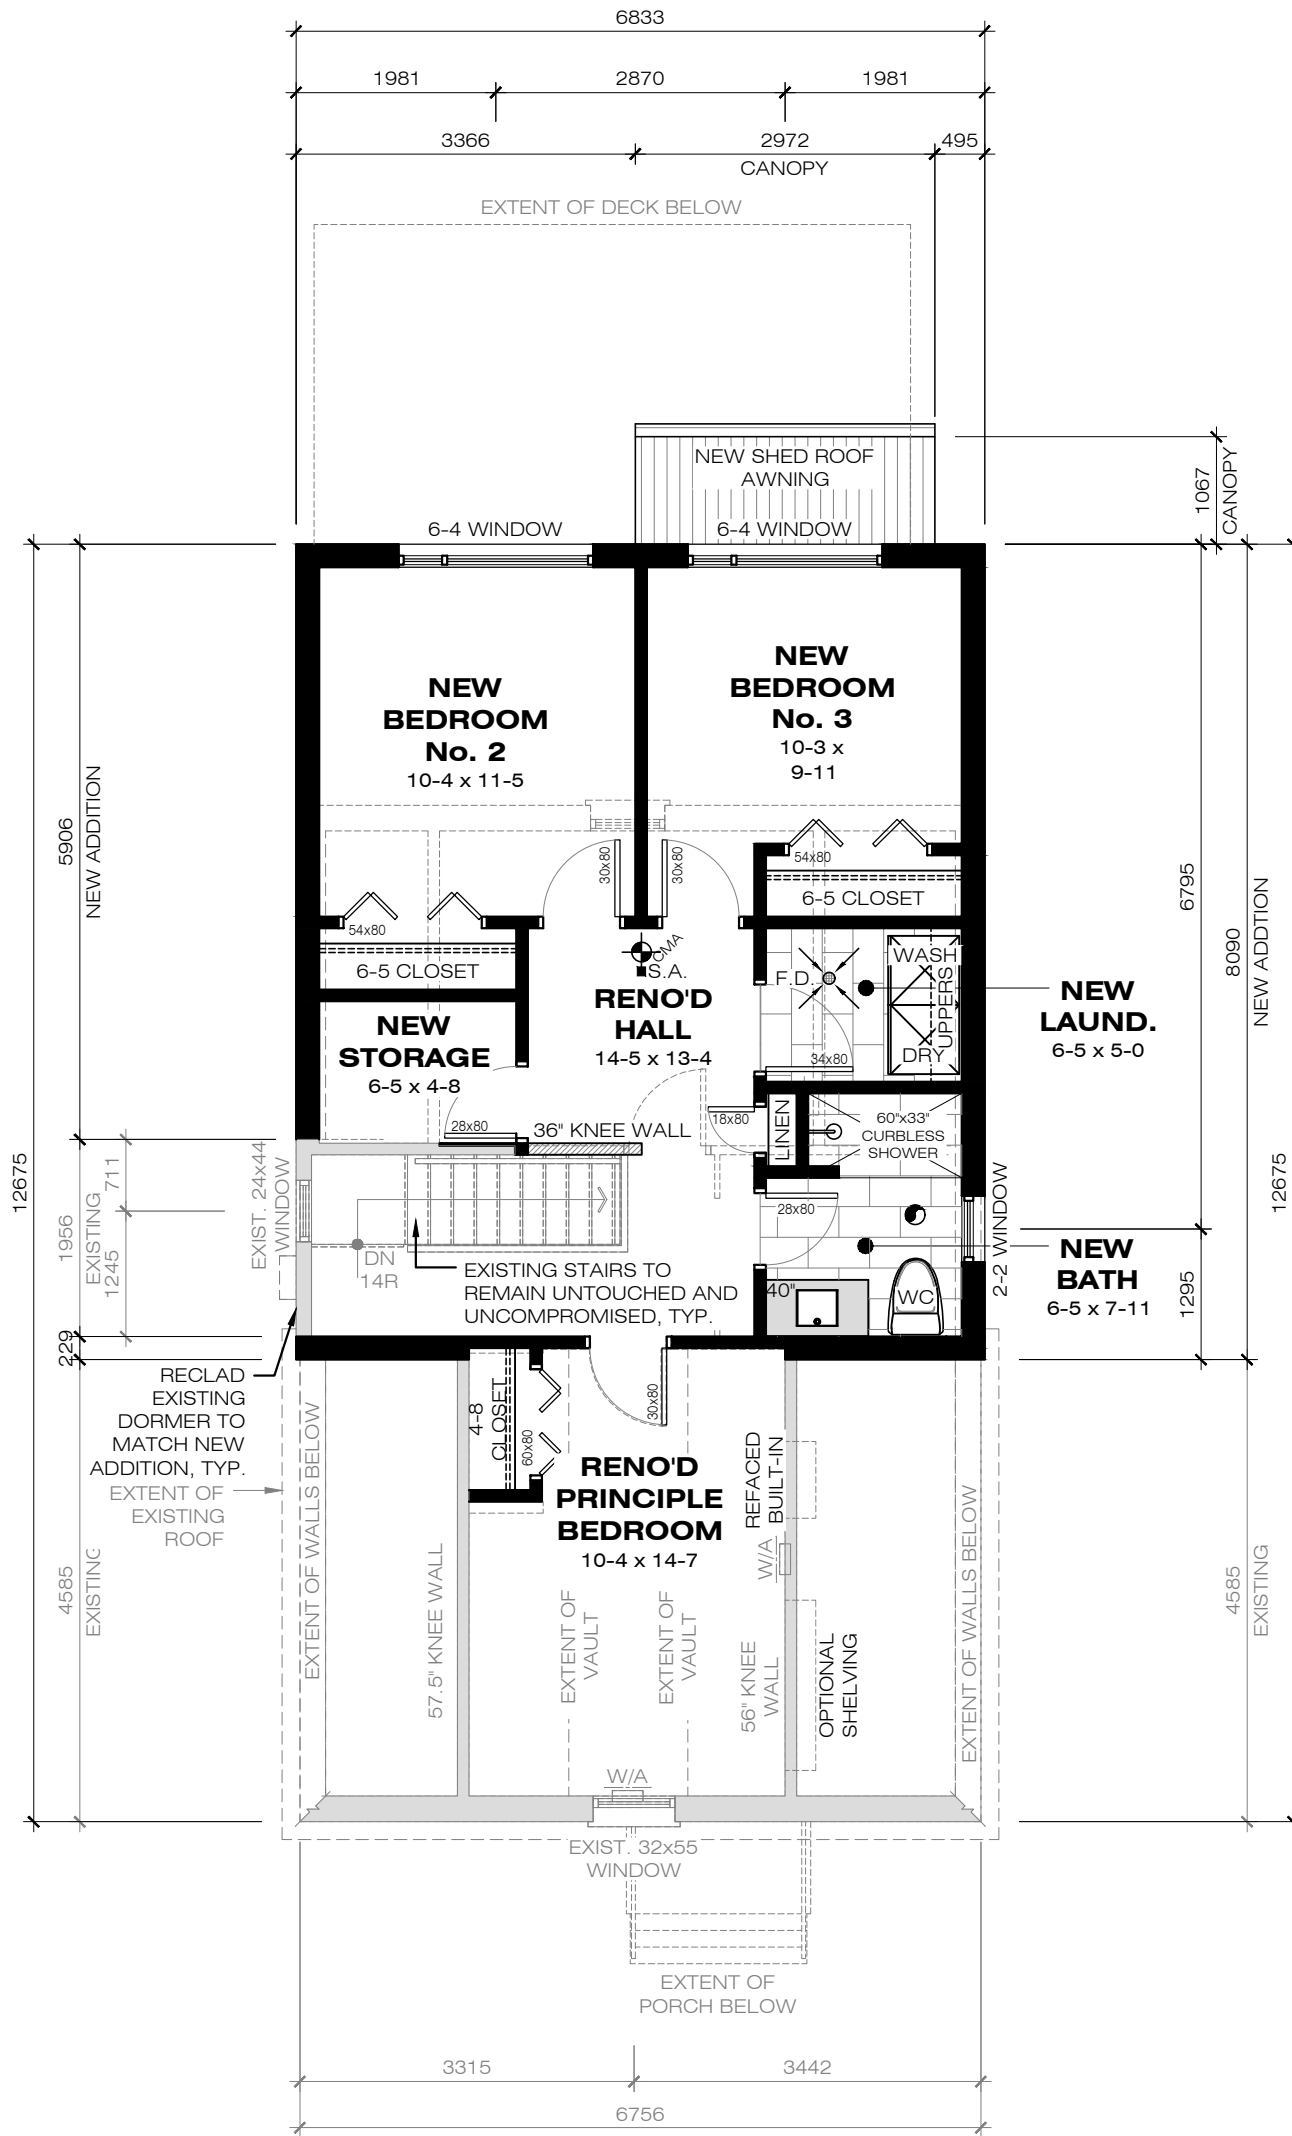 6833
1981
2870
1981
3366
2972
495
CANOPY
EXTENT OF DECK BELOW
NEW SHED ROOF
AWNING
1067
CANOPY
6-4 WINDOW
6-4 WINDOW
NEW
BEDROOM
No. 2
10-4 x 11-5
NEW
BEDROOM
No. 3
10-3 x
9-11
12675
5906
NEW ADDITION
6795
8090
NEW ADDTION
12675
30x80
30x80
54x80
6-5 CLOSET
54x80
6-5 CLOSET
CMA
S.A.
F.D.
WASH
UPPERS
DRY
34x80
NEW
LAUND.
6-5 x 5-0
RENO'D
HALL
14-5 x 13-4
NEW
STORAGE
6-5 x 4-8
28x80
36" KNEE WALL
18x80
LINEN
60"x33"
CURBLESS
SHOWER
711
1956
EXISTING
1245
229
EXIST. 24x44
WINDOW
DN
14R
EXISTING STAIRS TO
REMAIN UNTOUCHED AND
UNCOMPROMISED, TYP.
28x80
40"
WC
2-2 WINDOW
NEW
BATH
6-5 x 7-11
1295
RECLAD
EXISTING
DORMER TO
MATCH NEW
ADDITION, TYP.
EXTENT OF
EXISTING
ROOF
4585
EXISTING
EXTENT OF WALLS BELOW
57.5" KNEE WALL
4-8
CLOSET
60x80
30x80
RENO'D
PRINCIPLE
BEDROOM
10-4 x 14-7
REFACED
BUILT-IN
W/A
EXTENT OF
VAULT
EXTENT OF
VAULT
56" KNEE
WALL
OPTIONAL
SHELVING
EXTENT OF WALLS BELOW
4585
EXISTING
W/A
EXIST. 32x55
WINDOW
EXTENT OF
PORCH BELOW
3315
3442
6756